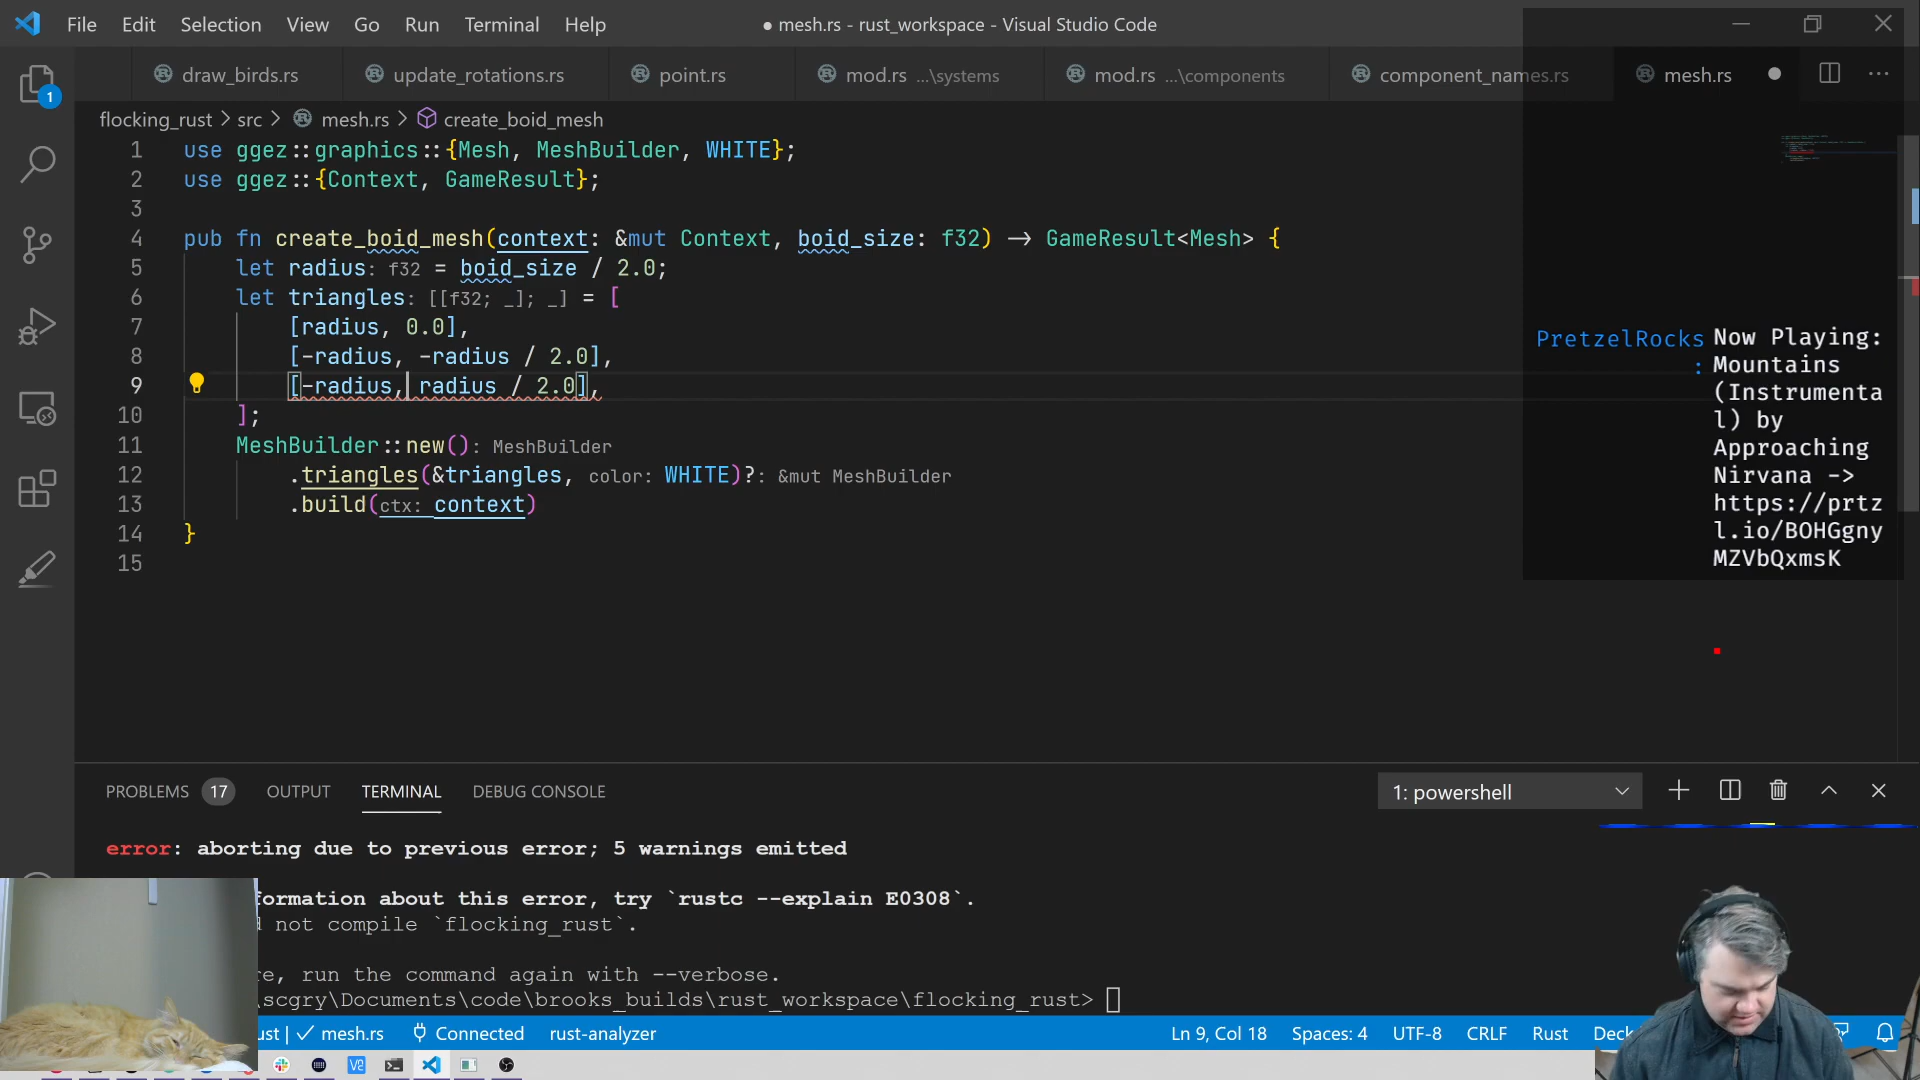 File Edit Selection View Go Run Terminal Help ● mesh.rs - rust_workspace - Visual Studio Code
draw_birds.rs update_rotations.rs point.rs mod.rs ...\systems mod.rs ...\components component_names.rs mesh.rs
flocking_rust > src > mesh.rs > create_boid_mesh
1 use ggez::graphics::{Mesh, MeshBuilder, WHITE};
2 use ggez::{Context, GameResult};
3
4 pub fn create_boid_mesh(context: &mut Context, boid_size: f32) -> GameResult<Mesh> {
5 let radius: f32 = boid_size / 2.0;
6 let triangles: [[f32; _]; _] = [
7 [radius, 0.0],
8 [-radius, -radius / 2.0],
9 [-radius, radius / 2.0],
10 ];
11 MeshBuilder::new(): MeshBuilder
12 .triangles(&triangles, color: WHITE)?: &mut MeshBuilder
13 .build(ctx: context)
14 }
15
PretzelRocks Now Playing:
: Mountains
(Instrumenta
l) by
Approaching
Nirvana ->
https://prtz
l.io/BOHGgny
MZVbQxmsK
1
PROBLEMS 17 OUTPUT TERMINAL DEBUG CONSOLE 1: powershell
error: aborting due to previous error; 5 warnings emitted
formation about this error, try `rustc --explain E0308`.
not compile `flocking_rust`.
re, run the command again with --verbose.
\scgry\Documents\code\brooks_builds\rust_workspace\flocking_rust>
ust | ✓ mesh.rs Connected rust-analyzer Ln 9, Col 18 Spaces: 4 UTF-8 CRLF Rust Deck